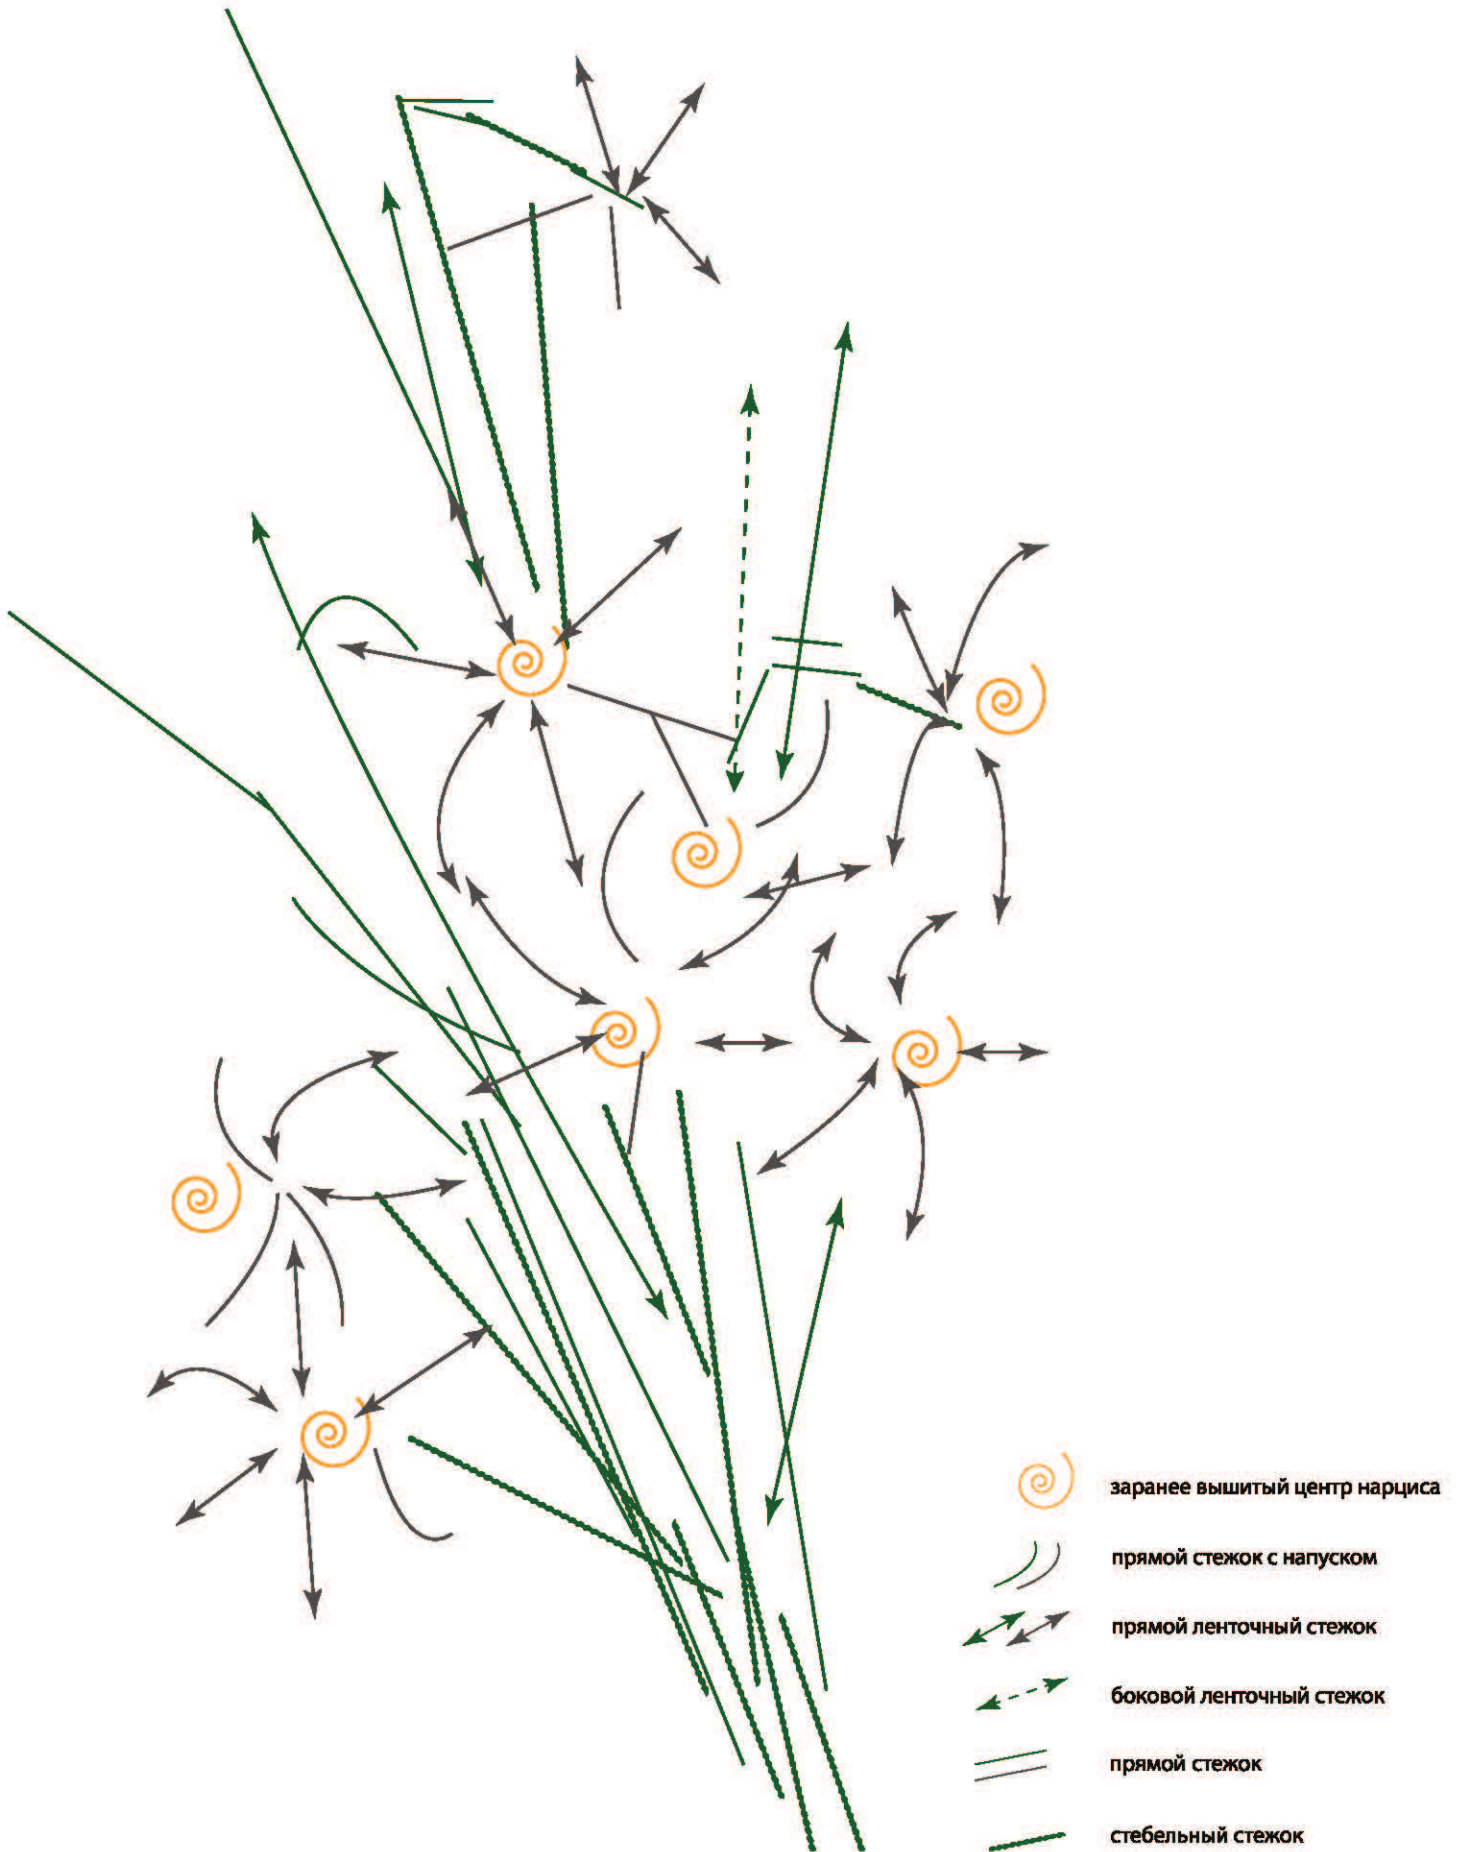 заранее вышитый центр нарциса
прямой стежок с напуском
прямой ленточный стежок
боковой ленточный стежок
прямой стежок
стебельный стежок